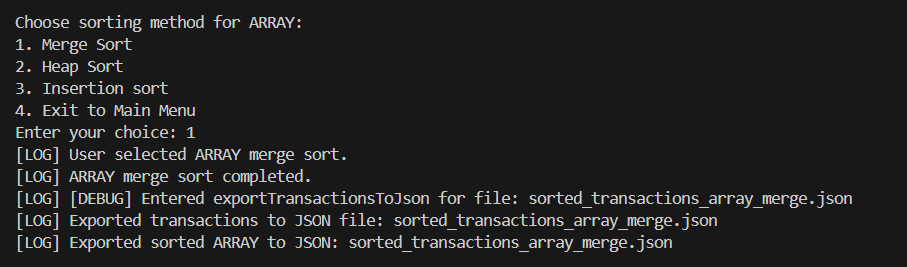 Choose sorting method for ARRAY:
1. Merge Sort
2. Heap Sort
3. Insertion sort
4. Exit to Main Menu
Enter your choice: 1
[LOG] User selected ARRAY merge sort.
[LOG] ARRAY merge sort completed.
[LOG] [DEBUG] Entered exportTransactionsToJson for file: sorted_transactions_array_merge.json
[LOG] Exported transactions to JSON file: sorted_transactions_array_merge.json
[LOG] Exported sorted ARRAY to JSON: sorted_transactions_array_merge.json